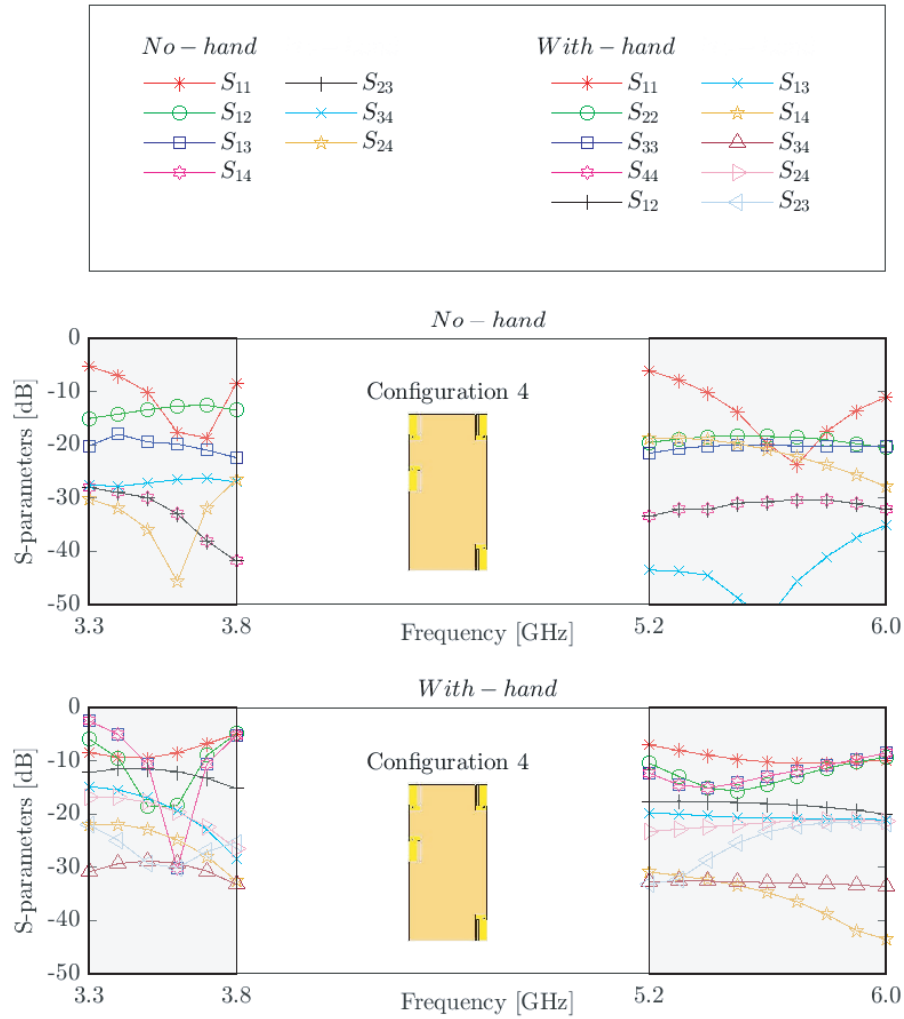 No − hand With − hand
S11 S23 S11 S13
S12 S34 S22 S14
S13 S24 S33 S34
S14 S44 S24
S12 S23
No − hand
S-parameters [dB]
0
-10
-20
-30
-40
-50
Configuration 4
3.3 3.8 5.2 6.0
Frequency [GHz]
With − hand
S-parameters [dB]
0
-10
-20
-30
-40
-50
Configuration 4
3.3 3.8 5.2 6.0
Frequency [GHz]